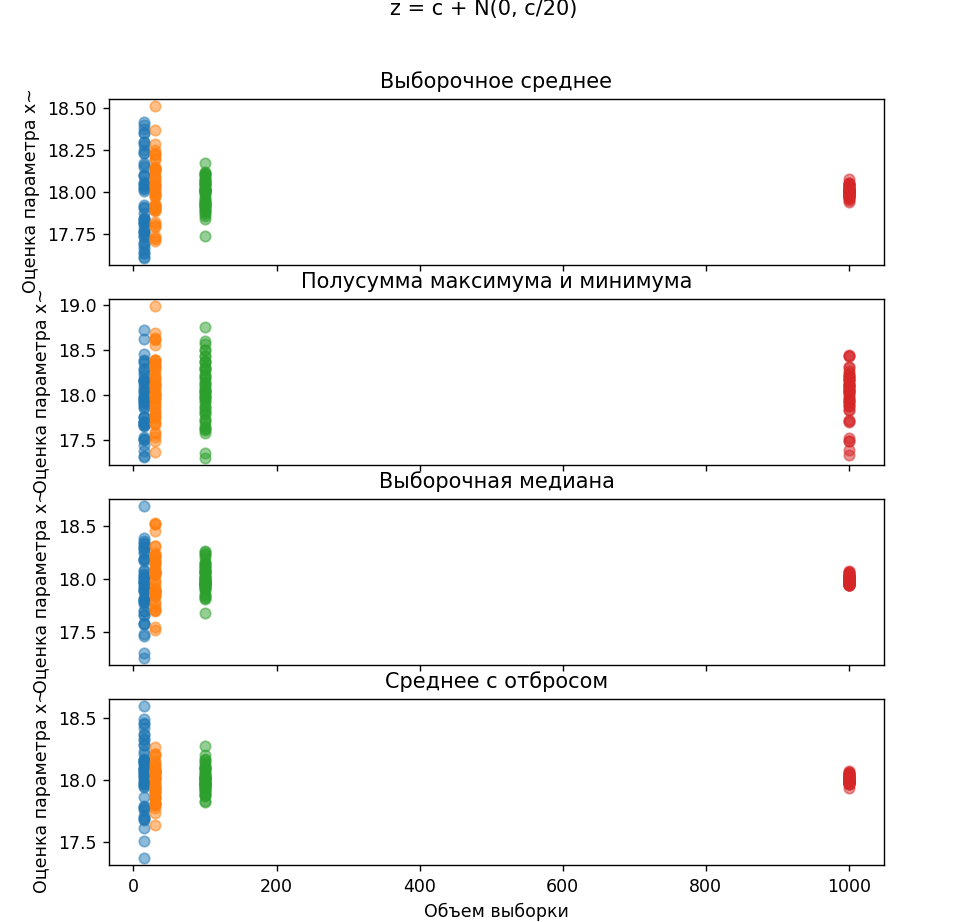 z = c + N(0, c/20)
Выборочное среднее
Оценка параметра x~
18.50
18.25
18.00
17.75
Полусумма максимума и минимума
Оценка параметра x~
19.0
18.5
18.0
17.5
Выборочная медиана
Оценка параметра x~
18.5
18.0
17.5
Среднее с отбросом
Оценка параметра x~
18.5
18.0
17.5
0 200 400 600 800 1000
Объем выборки